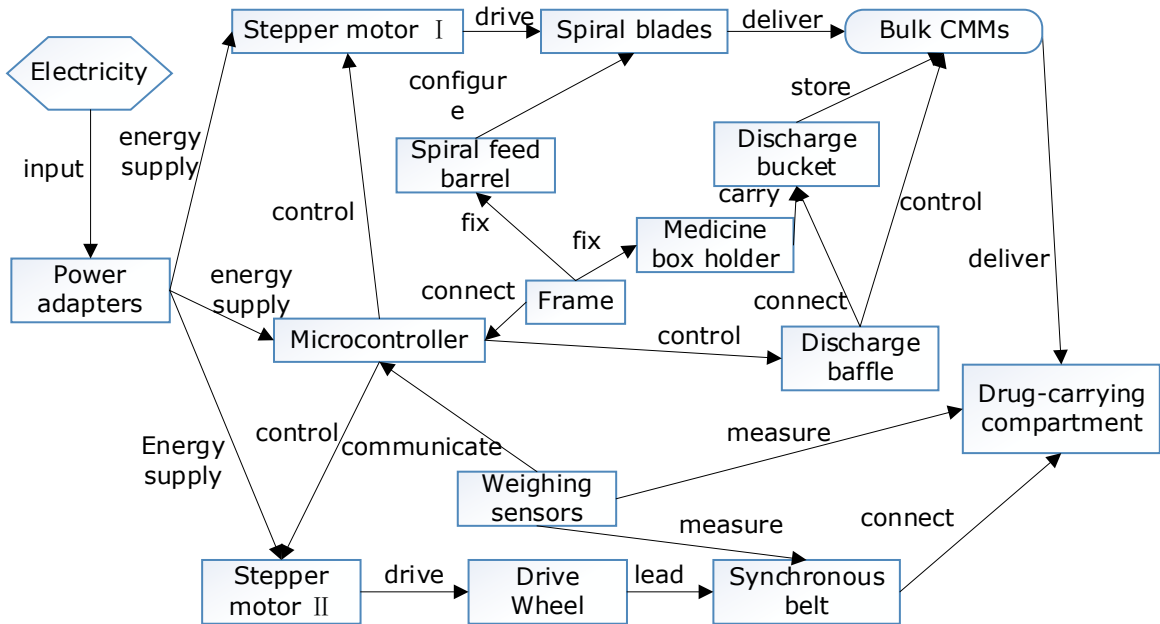 drive
deliver
Stepper motor Ⅰ
Spiral blades
Bulk CMMs
Electricity
configur
e
store
energy
supply
Spiral feed
barrel
Discharge
bucket
input
carry
control
control
fix
fix
Medicine
box holder
deliver
Power
adapters
energy
supply
connect
Frame
connect
Microcontroller
control
Discharge
baffle
Drug-carrying
compartment
Energy
supply
control
communicate
measure
Weighing
sensors
measure
connect
Stepper
motor Ⅱ
drive
Drive
Wheel
lead
Synchronous
belt